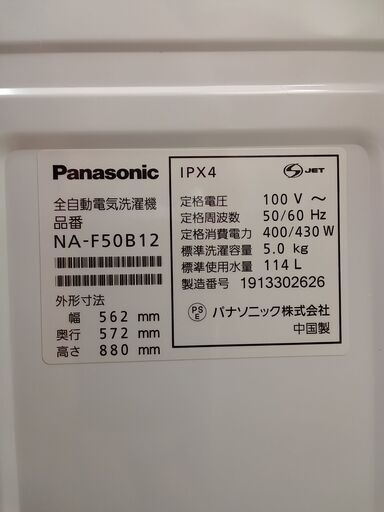 Panasonic
全自動電気洗濯機
品番
NA-F50B12
外形寸法
幅 562 mm
奥行 572 mm
高さ 880 mm
IPX4
S JET
定格電圧 100 V ～
定格周波数 50/60 Hz
定格消費電力 400/430 W
標準洗濯容量 5.0 kg
標準使用水量 114 L
製造番号 1913302626
PS
E
パナソニック株式会社
中国製